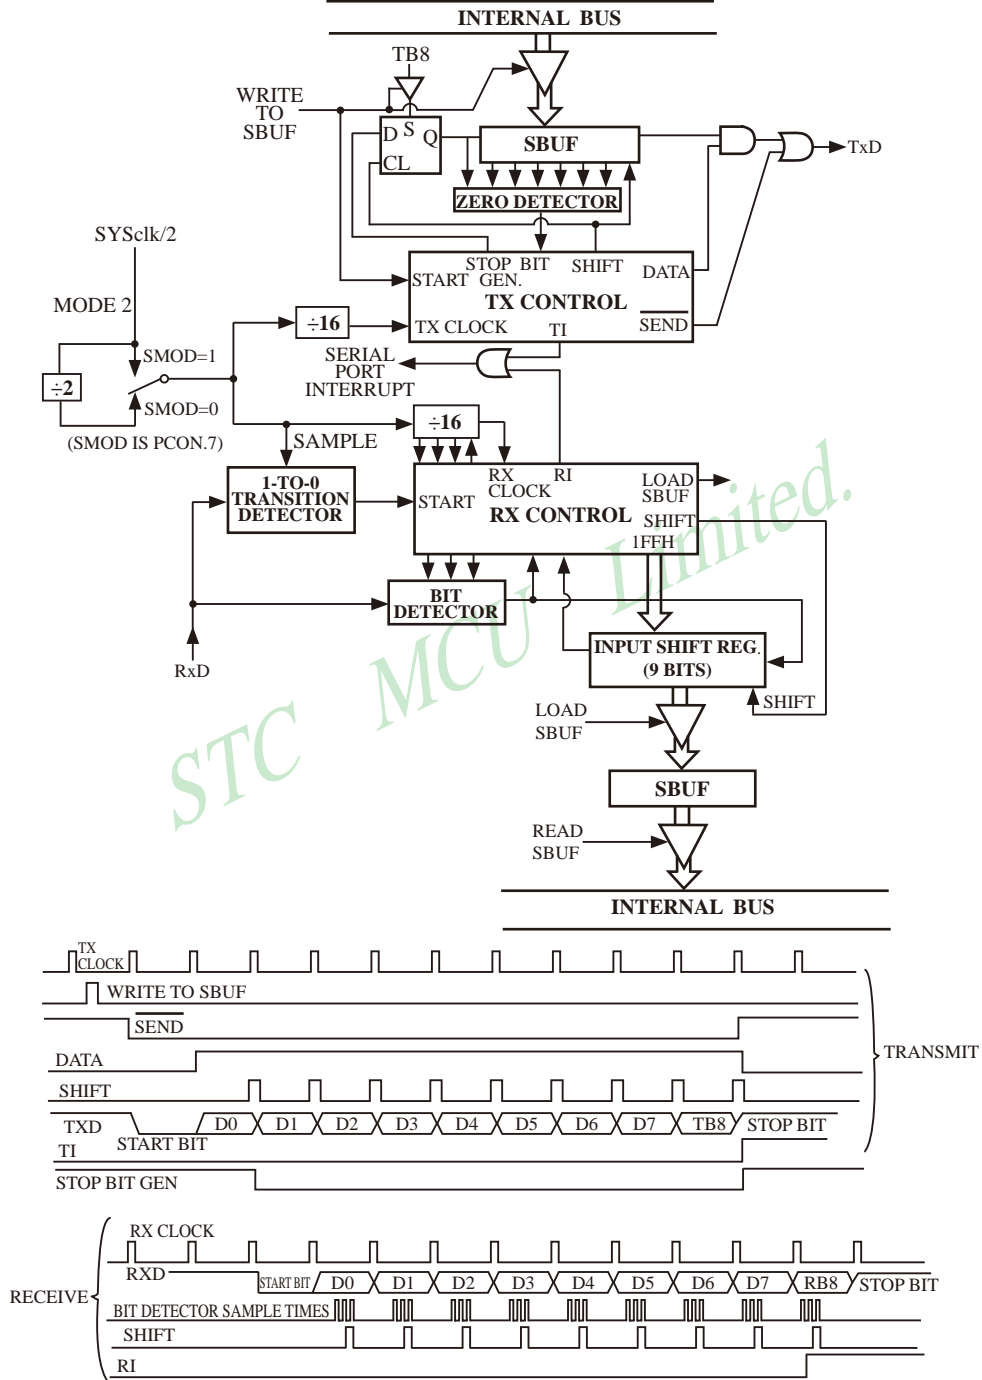 INTERNAL BUS
TB8
WRITE
TO
SBUF
D S Q
CL
SBUF
TxD
ZERO DETECTOR
SYSclk/2
STOP BIT
GEN.
SHIFT
DATA
START
TX CONTROL
MODE 2
÷16
TX CLOCK
TI
SEND
SERIAL
PORT
INTERRUPT
SMOD=1
÷2
SMOD=0
(SMOD IS PCON.7)
SAMPLE
÷16
1-TO-0
TRANSITION
DETECTOR
START
RX
CLOCK
RI
LOAD
SBUF
RX CONTROL
SHIFT
1FFH
BIT
DETECTOR
RxD
INPUT SHIFT REG.
(9 BITS)
SHIFT
LOAD
SBUF
SBUF
READ
SBUF
INTERNAL BUS
STC MCU Limited.
TX
CLOCK
WRITE TO SBUF
SEND
DATA
SHIFT
TXD
START BIT
D0 D1 D2 D3 D4 D5 D6 D7 TB8 STOP BIT
TI
STOP BIT GEN
TRANSMIT
RX CLOCK
RXD
START BIT D0 D1 D2 D3 D4 D5 D6 D7 RB8 STOP BIT
RECEIVE
BIT DETECTOR SAMPLE TIMES
SHIFT
RI